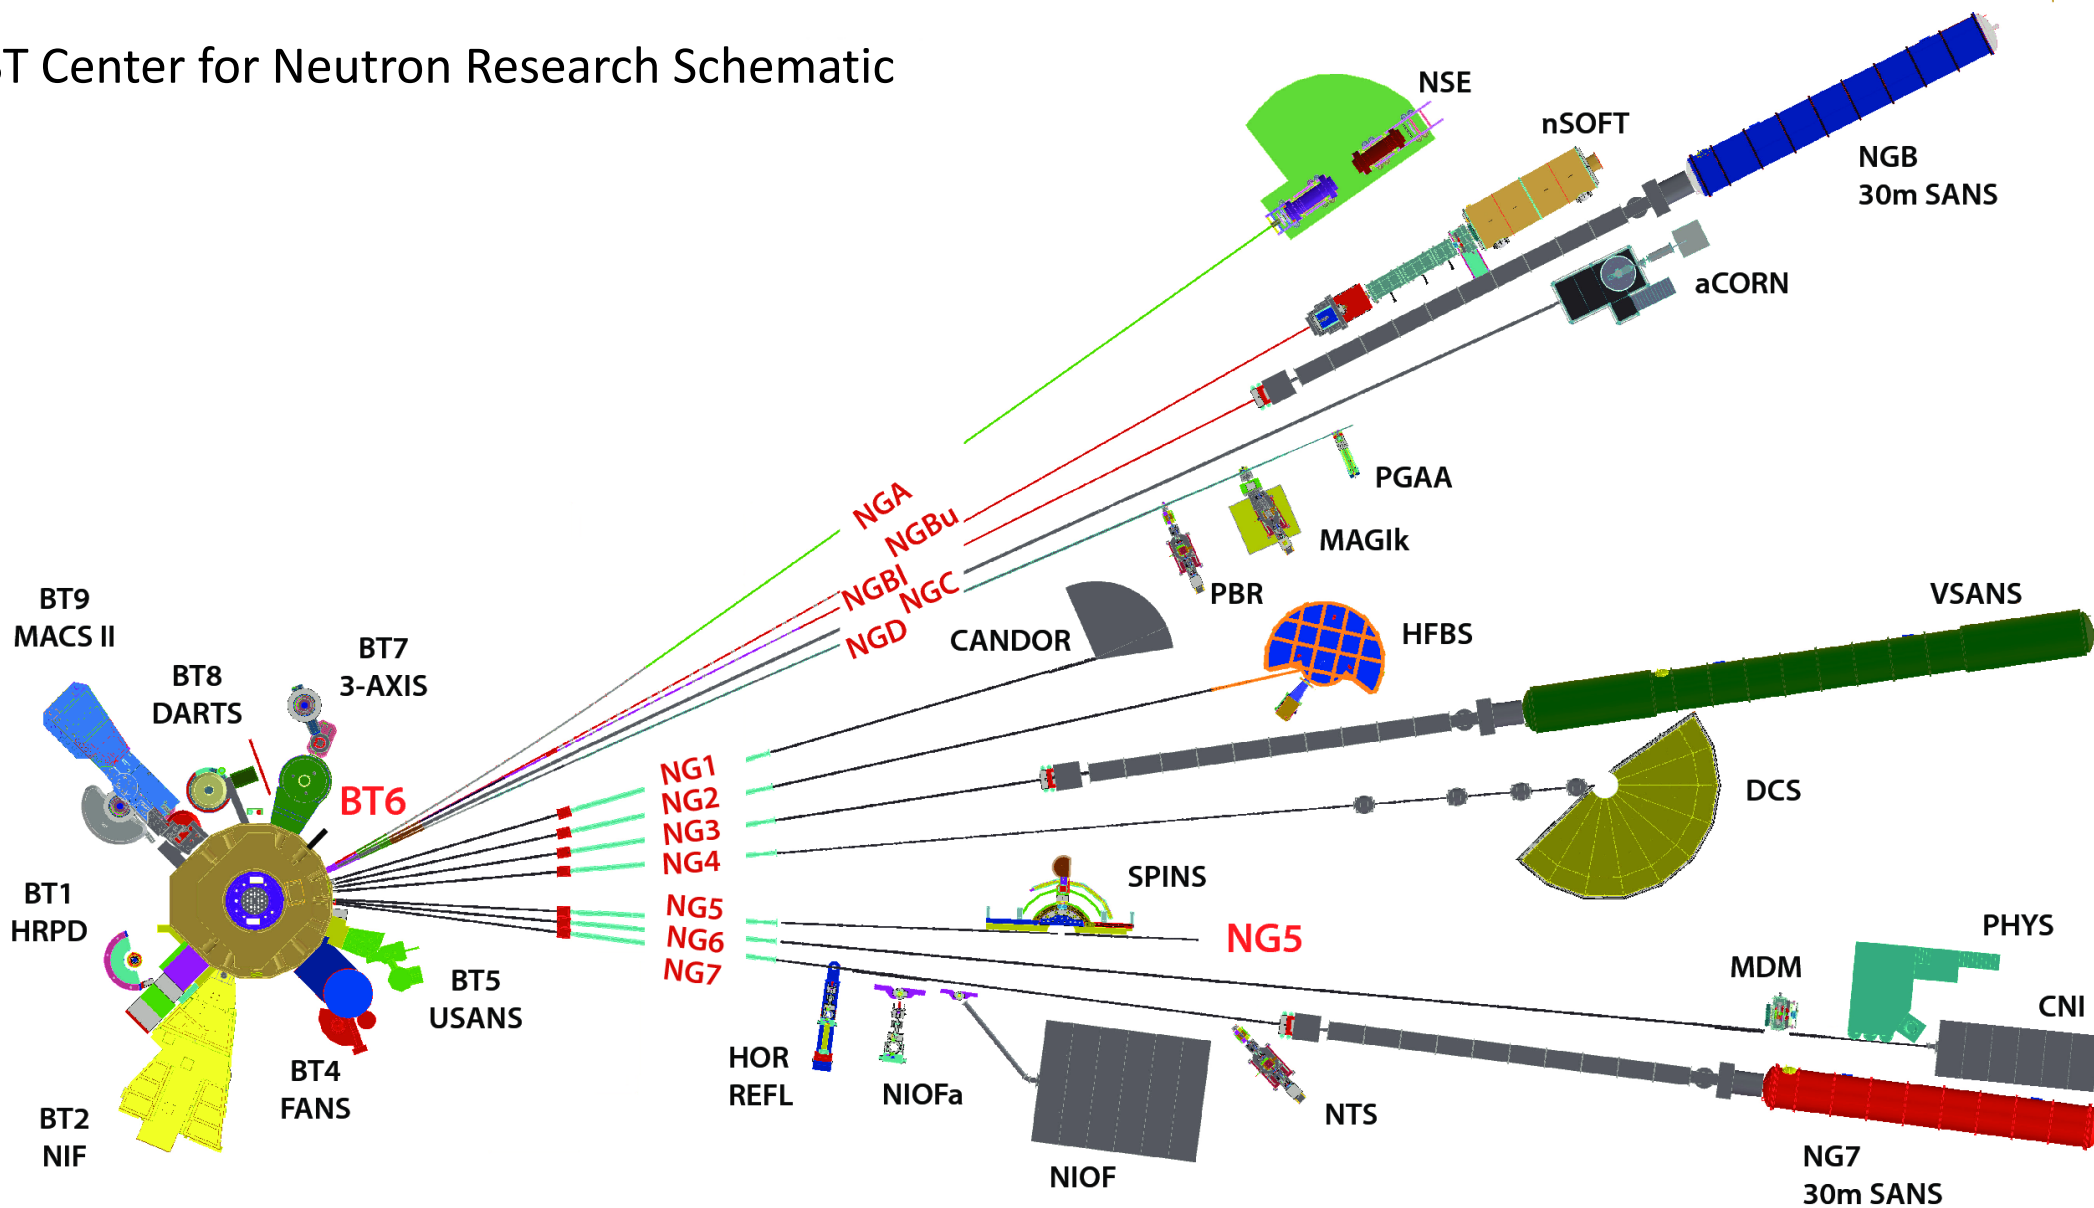 ST Center for Neutron Research Schematic
NSE
nSOFT
NGB
30m SANS
aCORN
PGAA
MAGIk
PBR
NGA
NGBu
NGBl
NGC
NGD
CANDOR
HFBS
VSANS
DCS
BT9
MACS II
BT8
DARTS
BT7
3-AXIS
BT6
NG1
NG2
NG3
NG4
NG5
NG6
NG7
SPINS
NG5
BT1
HRPD
BT5
USANS
BT4
FANS
BT2
NIF
HOR
REFL
NIOFa
NIOF
NTS
MDM
PHYS
CNI
NG7
30m SANS